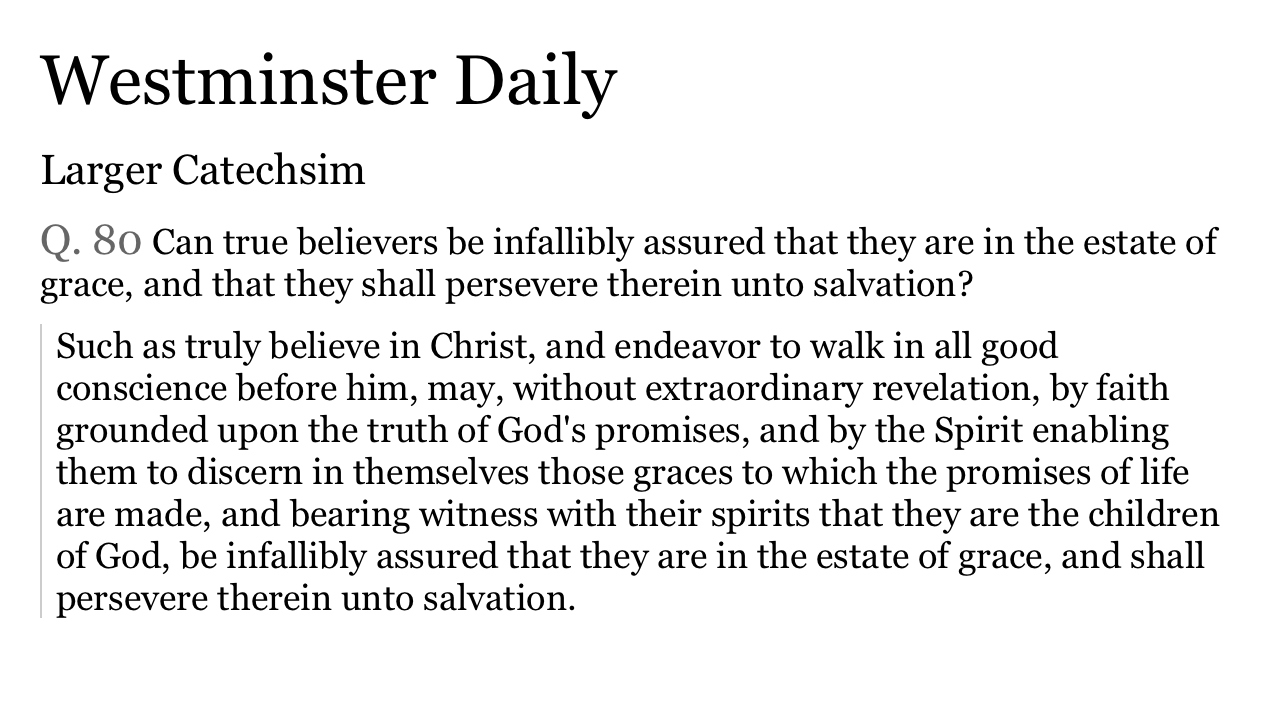 Westminster Daily
Larger Catechsim
Q. 80 Can true believers be infallibly assured that they are in the estate of
grace, and that they shall persevere therein unto salvation?
Such as truly believe in Christ, and endeavor to walk in all good
conscience before him, may, without extraordinary revelation, by faith
grounded upon the truth of God's promises, and by the Spirit enabling
them to discern in themselves those graces to which the promises of life
are made, and bearing witness with their spirits that they are the children
of God, be infallibly assured that they are in the estate of grace, and shall
persevere therein unto salvation.